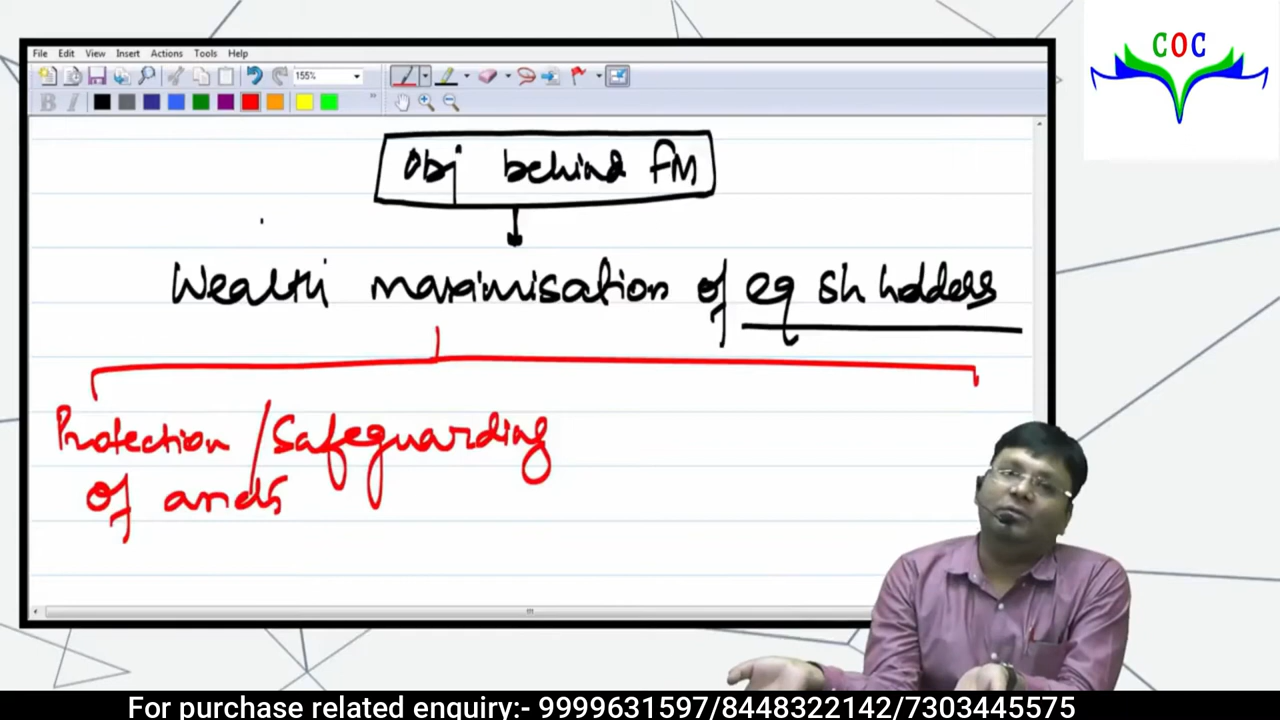 COC
File Edit View Insert Actions Tools Help
155%
B I
Obj behind FM
Wealth maximisation of eq sh holders
Protection / Safeguarding
of assets
For purchase related enquiry:- 9999631597/8448322142/7303445575